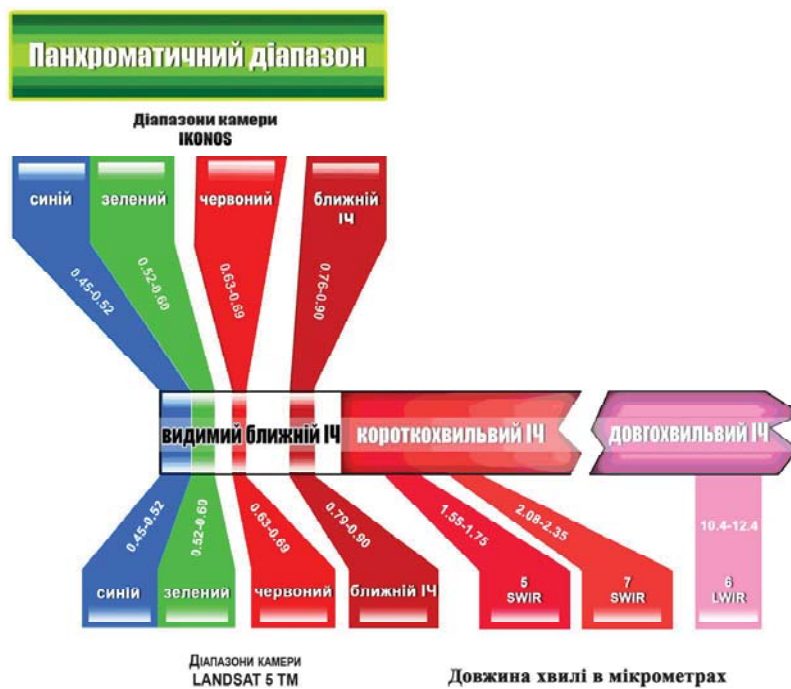 Панхроматичний діапазон
Діапазони камери
IKONOS
синій
зелений
червоний
ближній
ІЧ
0.45-0.52
0.52-0.60
0.63-0.69
0.76-0.90
видимий ближній ІЧ
короткохвильвий ІЧ
довгохвильвий ІЧ
0.45-0.52
0.52-0.60
0.63-0.69
0.79-0.90
1.55-1.75
2.08-2.35
10.4-12.4
синій
зелений
червоний
ближній ІЧ
5
SWIR
7
SWIR
6
LWIR
Діапазони камери
LANDSAT 5 TM
Довжина хвилі в мікрометрах